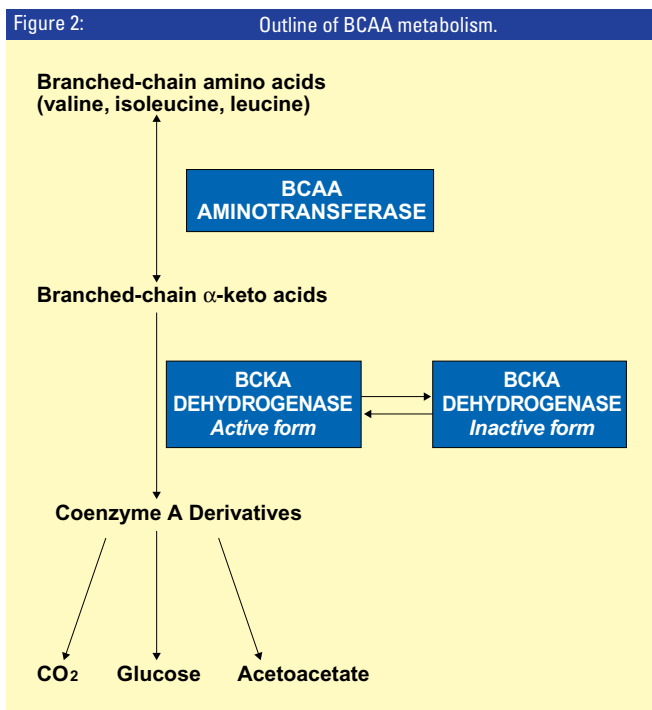 Figure 2: Outline of BCAA metabolism.
Branched-chain amino acids
(valine, isoleucine, leucine)
BCAA
AMINOTRANSFERASE
Branched-chain α-keto acids
BCKA
DEHYDROGENASE
Active form
BCKA
DEHYDROGENASE
Inactive form
Coenzyme A Derivatives
CO2 Glucose Acetoacetate